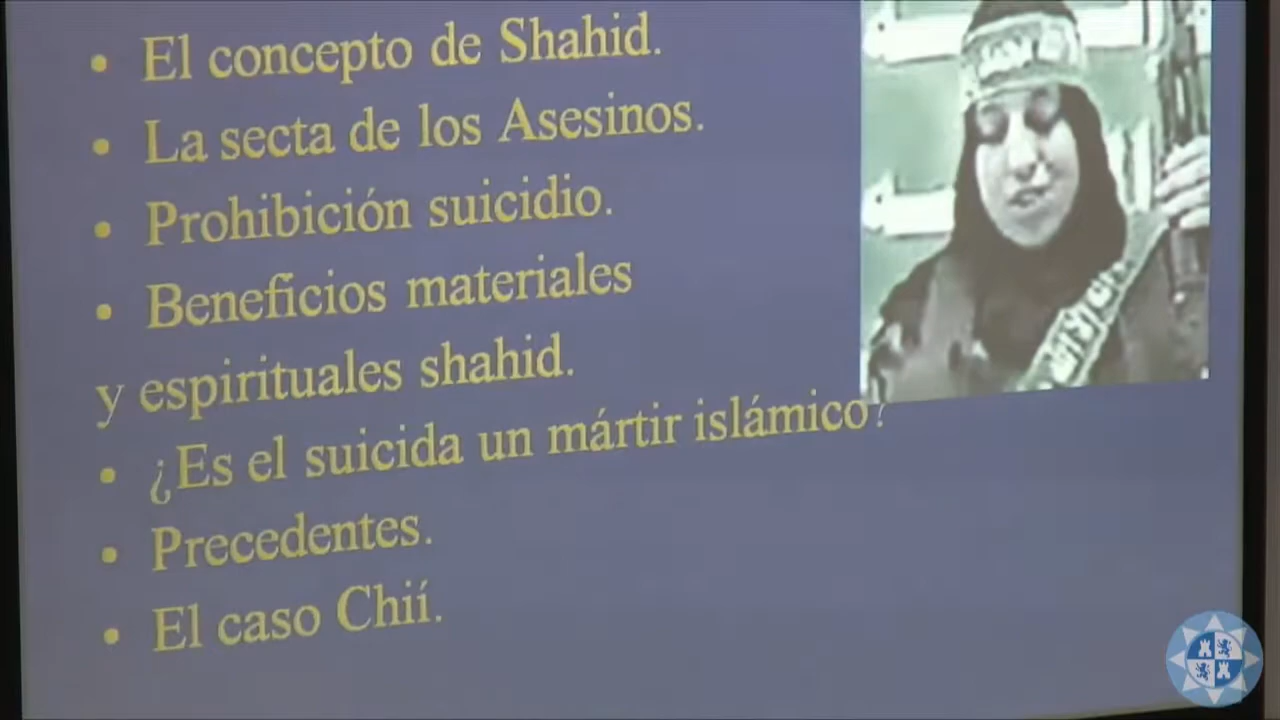 • El concepto de Shahid.
• La secta de los Asesinos.
• Prohibición suicidio.
• Beneficios materiales
y espirituales shahid.
• ¿Es el suicida un mártir islámico?
• Precedentes.
• El caso Chií.